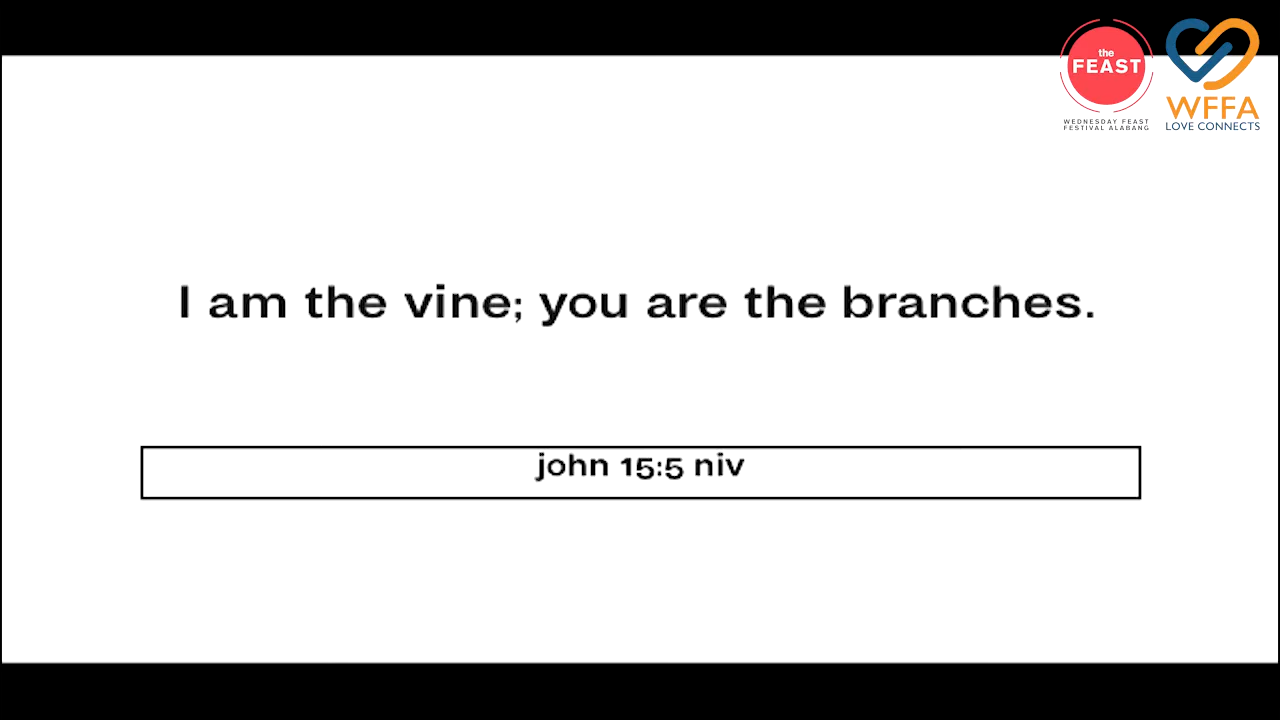 the
FEAST
WEDNESDAY FEAST
FESTIVAL ALABANG
WFFA
LOVE CONNECTS
I am the vine; you are the branches.
john 15:5 niv